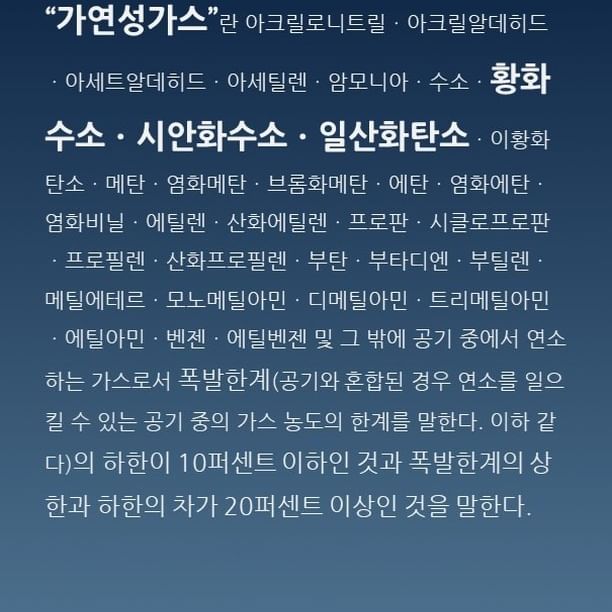 “가연성가스”란 아크릴로니트릴 · 아크릴알데히드
· 아세트알데히드 · 아세틸렌 · 암모니아 · 수소 · 황화
수소 · 시안화수소 · 일산화탄소 · 이황화
탄소 · 메탄 · 염화메탄 · 브롬화메탄 · 에탄 · 염화에탄 ·
염화비닐 · 에틸렌 · 산화에틸렌 · 프로판 · 시클로프로판
· 프로필렌 · 산화프로필렌 · 부탄 · 부타디엔 · 부틸렌 ·
메틸에테르 · 모노메틸아민 · 디메틸아민 · 트리메틸아민
· 에틸아민 · 벤젠 · 에틸벤젠 및 그 밖에 공기 중에서 연소
하는 가스로서 폭발한계(공기와 혼합된 경우 연소를 일으
킬 수 있는 공기 중의 가스 농도의 한계를 말한다. 이하 같
다)의 하한이 10퍼센트 이하인 것과 폭발한계의 상
한과 하한의 차가 20퍼센트 이상인 것을 말한다.